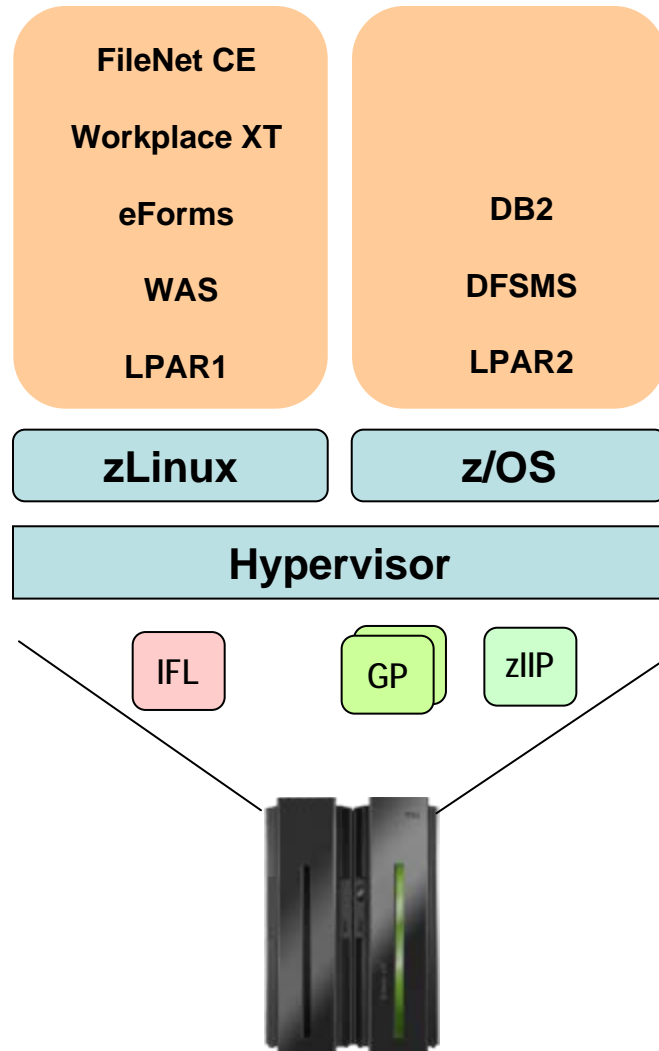 FileNet CE
Workplace XT
eForms
WAS
LPAR1
DB2
DFSMS
LPAR2
zLinux
z/OS
Hypervisor
IFL
GP
zIIP